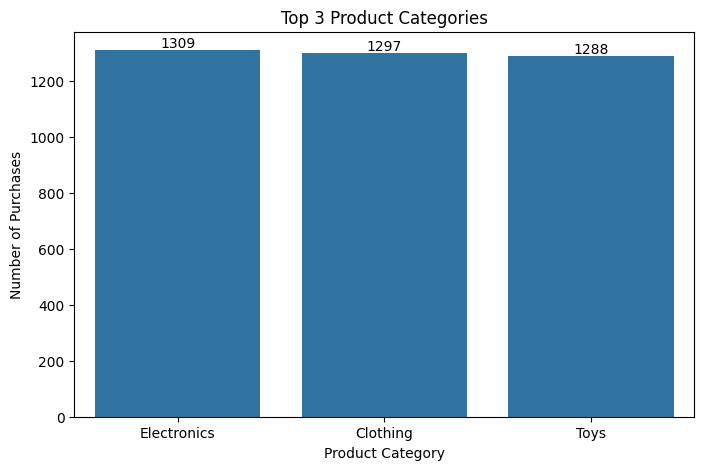 Top 3 Product Categories
1309
1297
1288
1200
1000
800
600
400
200
0
Number of Purchases
Electronics
Clothing
Toys
Product Category